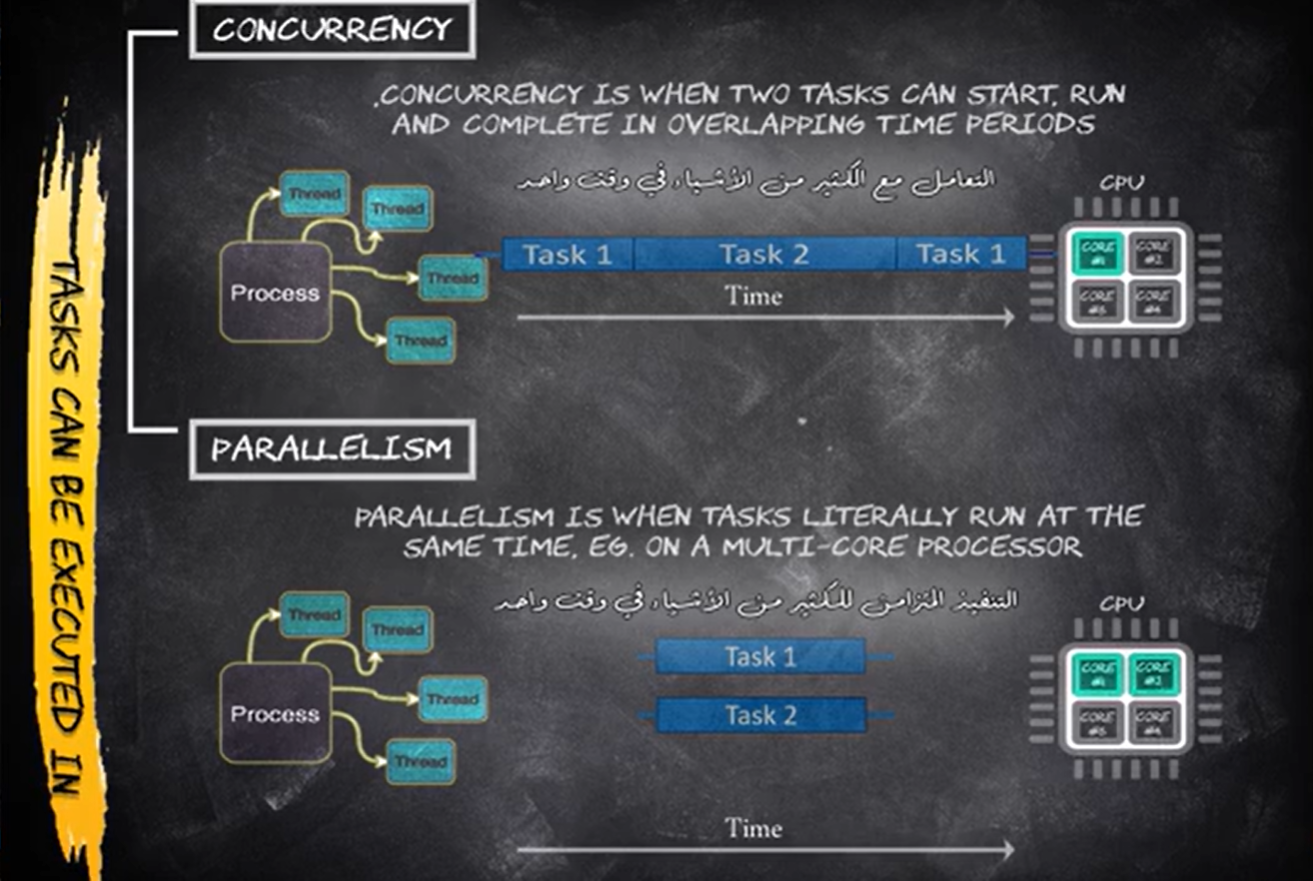 CONCURRENCY
.CONCURRENCY IS WHEN TWO TASKS CAN START, RUN
AND COMPLETE IN OVERLAPPING TIME PERIODS
التعامل مع الكثير من الأشياء في وقت واحد
Thread
Thread
Process
Thread
Thread
Task 1
Task 2
Task 1
Time
CPU
CORE #1
CORE #2
CORE #3
CORE #4
TASKS CAN BE EXECUTED IN
PARALLELISM
PARALLELISM IS WHEN TASKS LITERALLY RUN AT THE
SAME TIME, EG. ON A MULTI-CORE PROCESSOR
التنفيذ المتزامن للكثير من الأشياء في وقت واحد
Thread
Thread
Process
Thread
Thread
Task 1
Task 2
Time
CPU
CORE #1
CORE #2
CORE #3
CORE #4